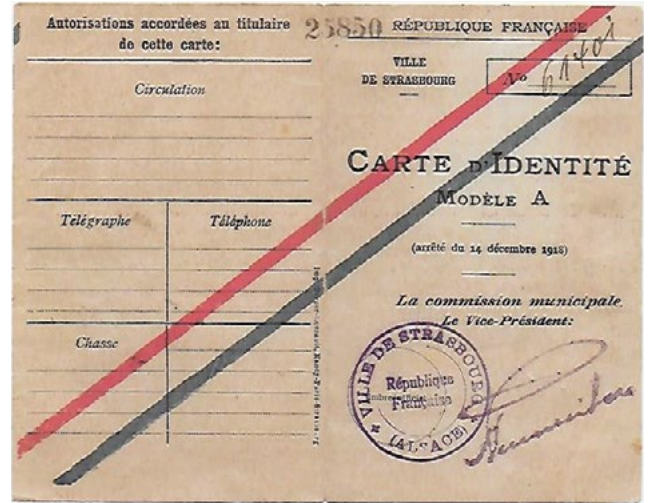 Autorisations accordées au titulaire
de cette carte:
Circulation
Télégraphe
Téléphone
Chasse
25850
RÉPUBLIQUE FRANÇAISE
VILLE
DE STRASBOURG
No 61401
CARTE D'IDENTITÉ
MODÈLE A
(arrêté du 14 décembre 1918)
La commission municipale
Le Vice-Président:
VILLE DE STRASBOURG
République
Française
(ALSACE)